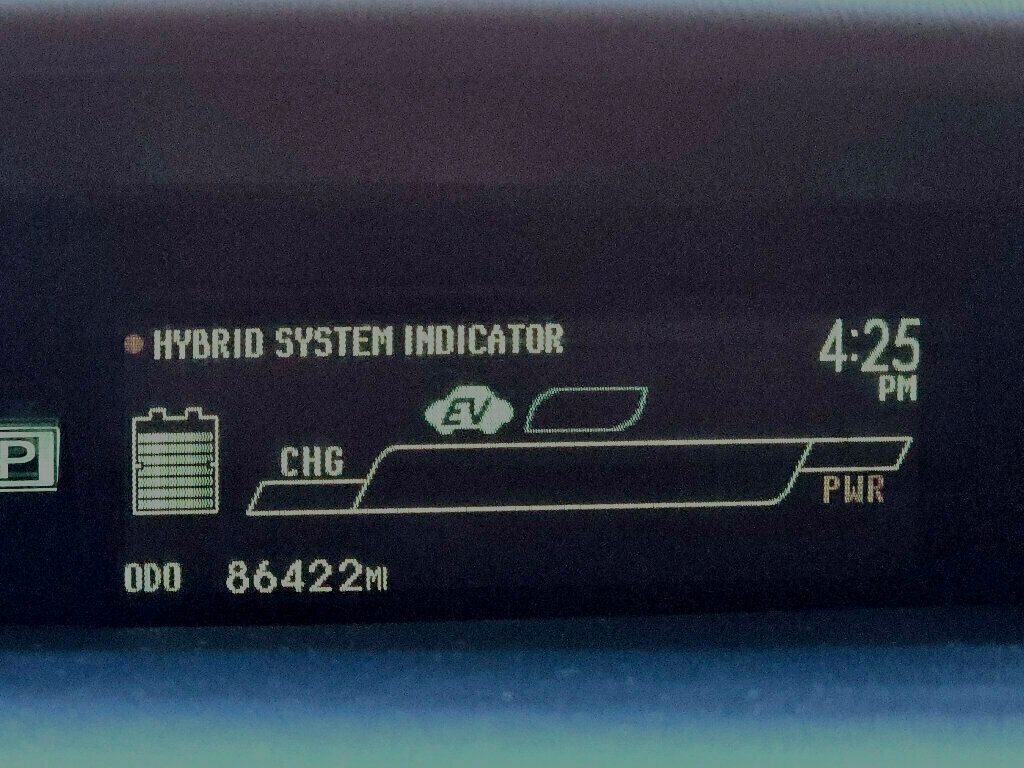 HYBRID SYSTEM INDICATOR
4:25
PM
EV
P
CHG
PWR
ODO 86422MI